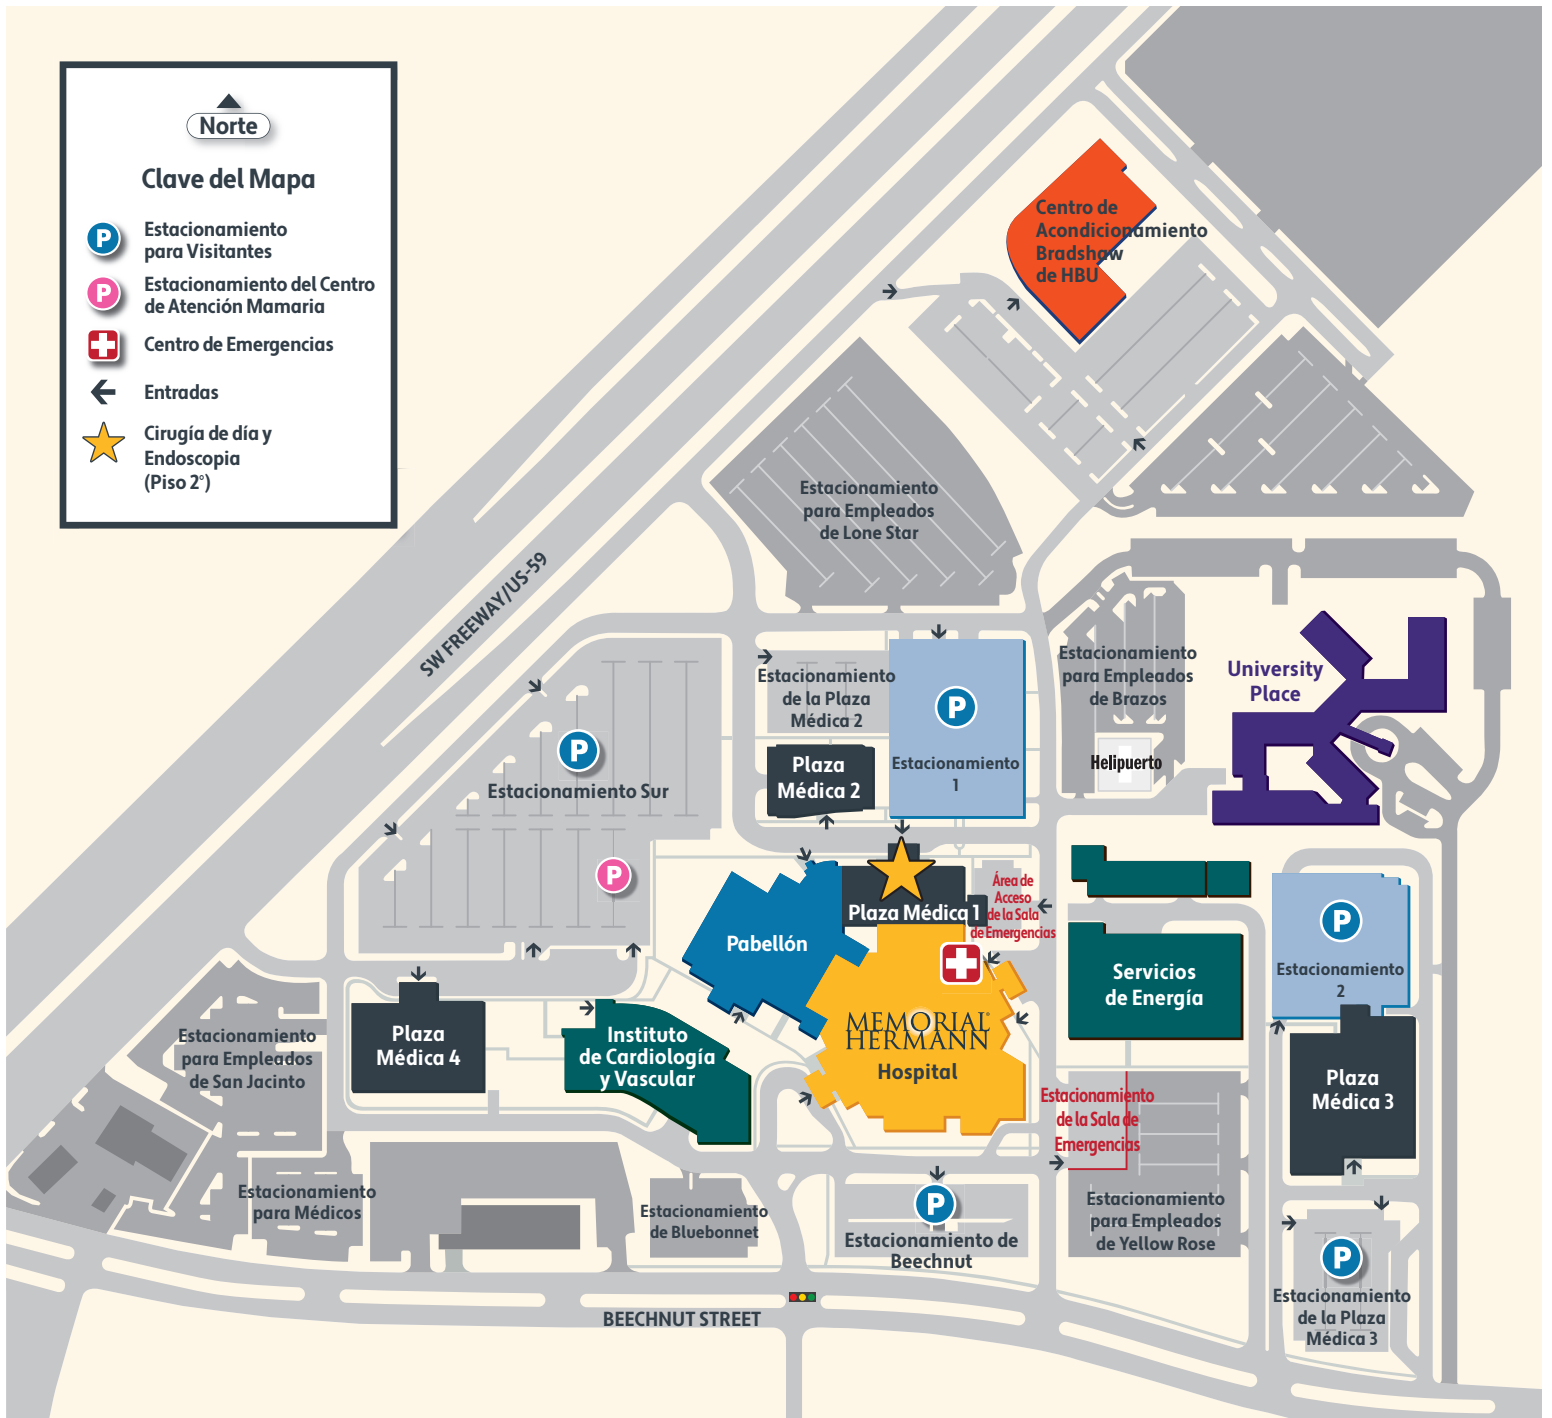 Norte
Clave del Mapa
P
Estacionamiento
para Visitantes
P
Estacionamiento del Centro
de Atención Mamaria
Centro de Emergencias
Entradas
Cirugía de día y
Endoscopia
(Piso 2°)
Centro de
Acondicionamiento
Bradshaw
de HBU
Estacionamiento
para Empleados
de Lone Star
SW FREEWAY/US-59
Estacionamiento
de la Plaza
Médica 2
P
Estacionamiento
1
Estacionamiento
para Empleados
de Brazos
University
Place
Helipuerto
P
Estacionamiento Sur
Plaza
Médica 2
P
Pabellón
Plaza Médica 1
Área de
Acceso
de la Sala
de Emergencias
Servicios
de Energía
P
Estacionamiento
2
Plaza
Médica 4
Instituto
de Cardiología
y Vascular
MEMORIAL®
HERMANN
Hospital
Estacionamiento
para Empleados
de San Jacinto
Estacionamiento
de la Sala de
Emergencias
Plaza
Médica 3
Estacionamiento
para Médicos
Estacionamiento
de Bluebonnet
P
Estacionamiento de
Beechnut
Estacionamiento
para Empleados
de Yellow Rose
P
Estacionamiento
de la Plaza
Médica 3
BEECHNUT STREET